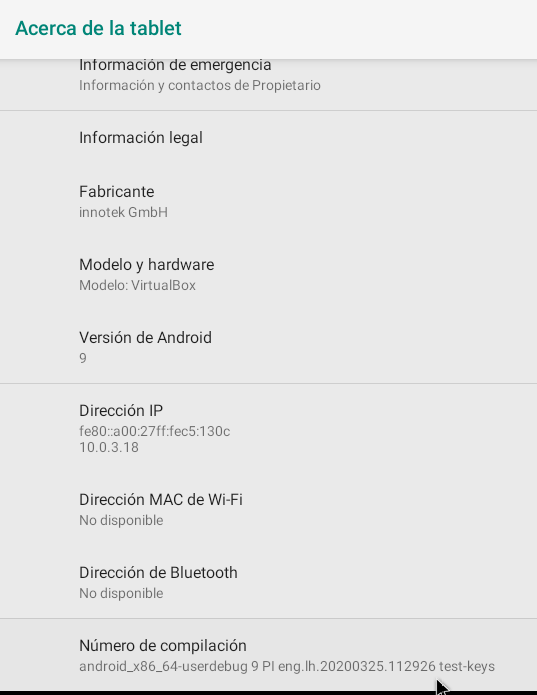 Acerca de la tablet
Información de emergencia
Información y contactos de Propietario
Información legal
Fabricante
innotek GmbH
Modelo y hardware
Modelo: VirtualBox
Versión de Android
9
Dirección IP
fe80::a00:27ff:fec5:130c
10.0.3.18
Dirección MAC de Wi-Fi
No disponible
Dirección de Bluetooth
No disponible
Número de compilación
android_x86_64-userdebug 9 PI eng.lh.20200325.112926 test-keys